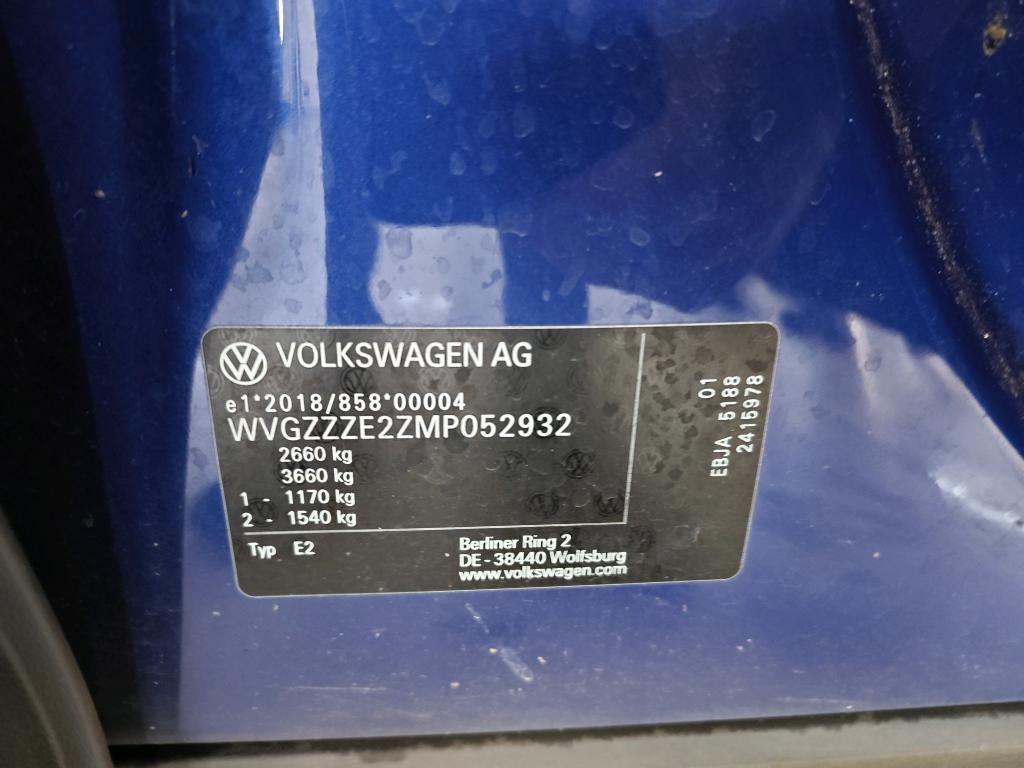 VOLKSWAGEN AG
e1*2018/858*00004
WVGZZZE2ZMP052932
2660 kg
3660 kg
1 - 1170 kg
2 - 1540 kg
Typ E2
Berliner Ring 2
DE-38440 Wolfsburg
www.volkswagen.com
01
EBJA 5188
2415978